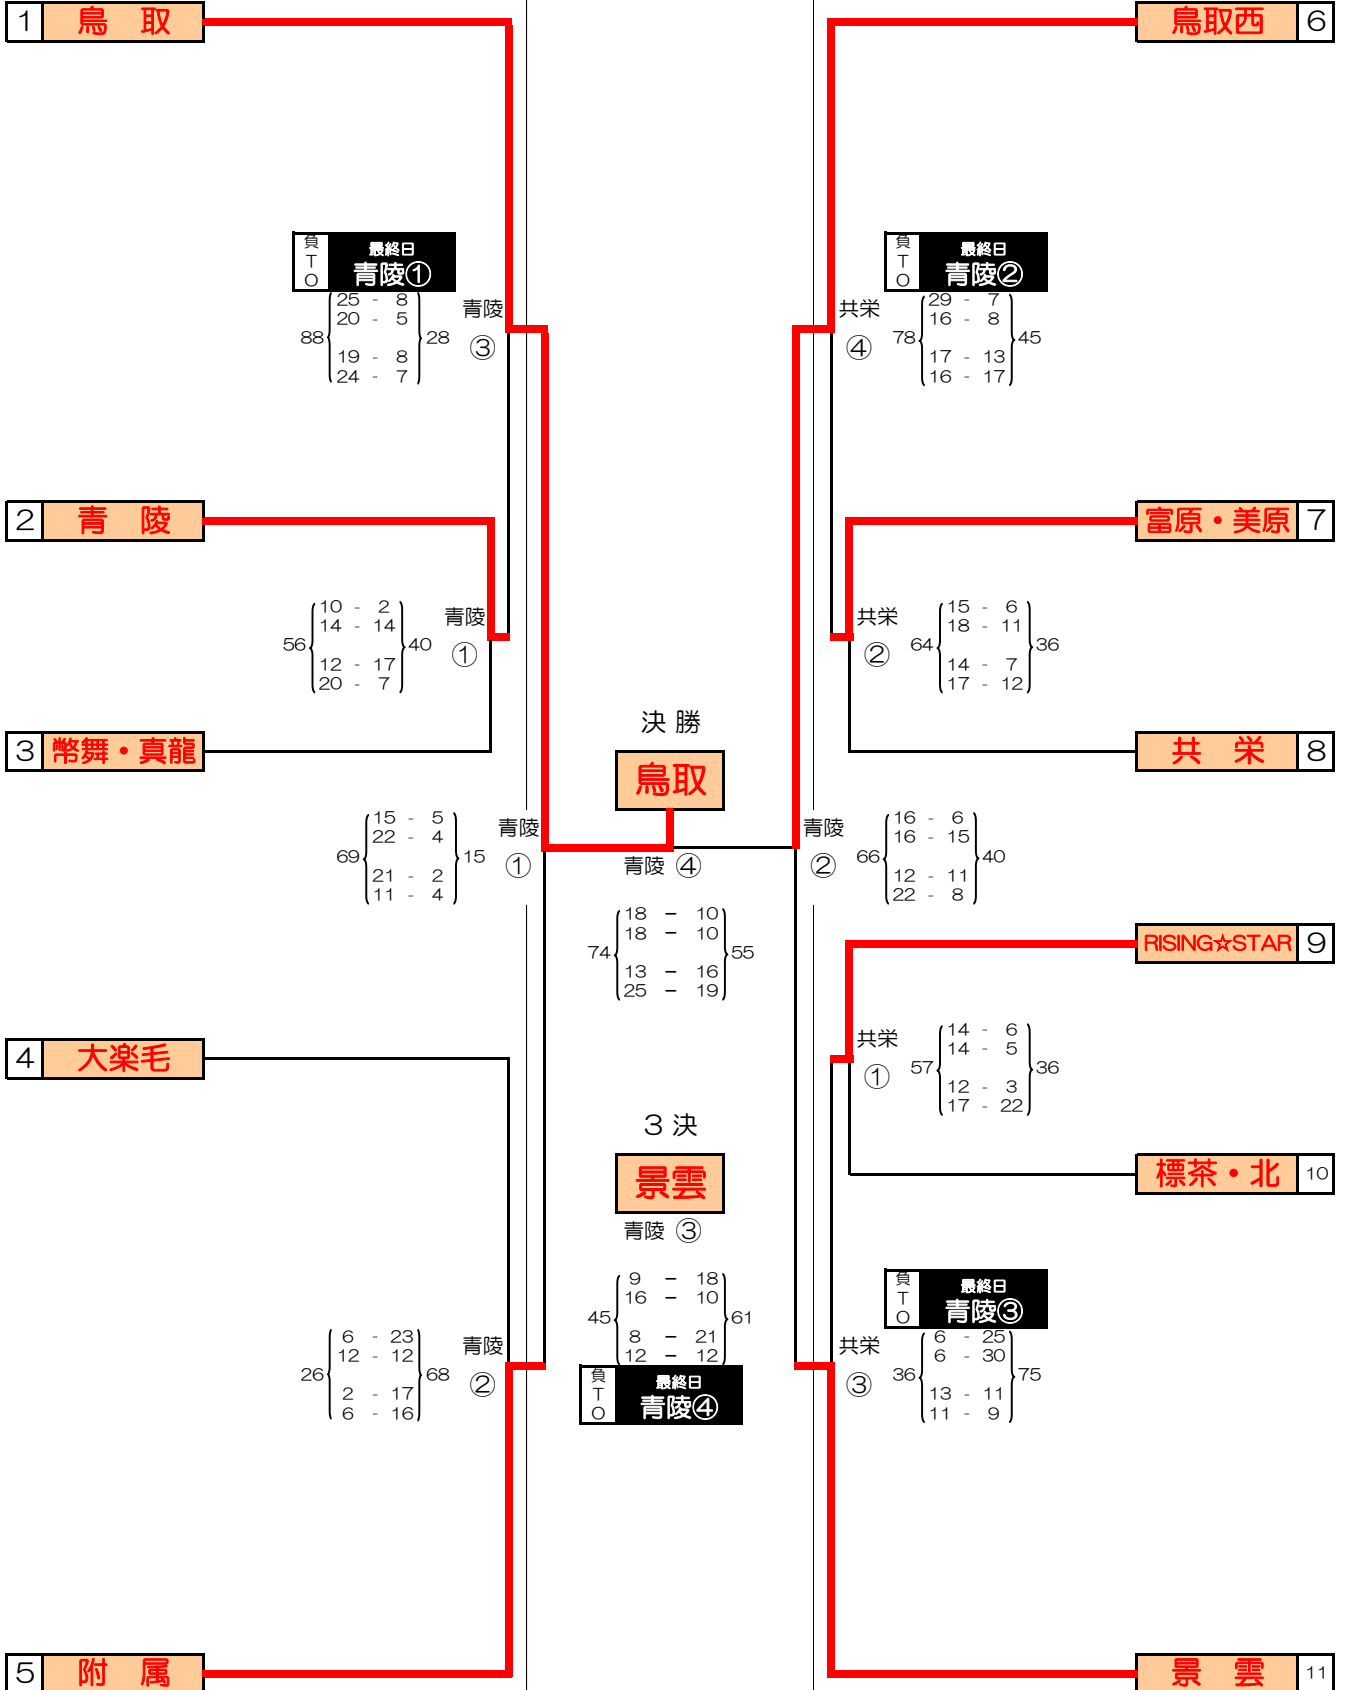 1 鳥 取
鳥取西 6
負TO 最終日 青陵①
25 - 8
20 - 5
88 28
19 - 8
24 - 7
青陵
③
負TO 最終日 青陵②
共栄
④
29 - 7
16 - 8
78 45
17 - 13
16 - 17
2 青 陵
富原・美原 7
10 - 2
14 - 14
56 40
12 - 17
20 - 7
青陵
①
共栄
②
15 - 6
18 - 11
64 36
14 - 7
17 - 12
3 幣舞・真龍
共 栄 8
決 勝
鳥取
青陵 ④
18 - 10
18 - 10
74 55
13 - 16
25 - 19
15 - 5
22 - 4
69 15
21 - 2
11 - 4
青陵
①
青陵
②
16 - 6
16 - 15
66 40
12 - 11
22 - 8
RISING☆STAR 9
4 大楽毛
共栄
①
14 - 6
14 - 5
57 36
12 - 3
17 - 22
標茶・北 10
3 決
景雲
青陵 ③
9 - 18
16 - 10
45 61
8 - 21
12 - 12
負TO 最終日 青陵④
6 - 23
12 - 12
26 68
2 - 17
6 - 16
青陵
②
負TO 最終日 青陵③
共栄
③
6 - 25
6 - 30
36 75
13 - 11
11 - 9
5 附 属
景 雲 11